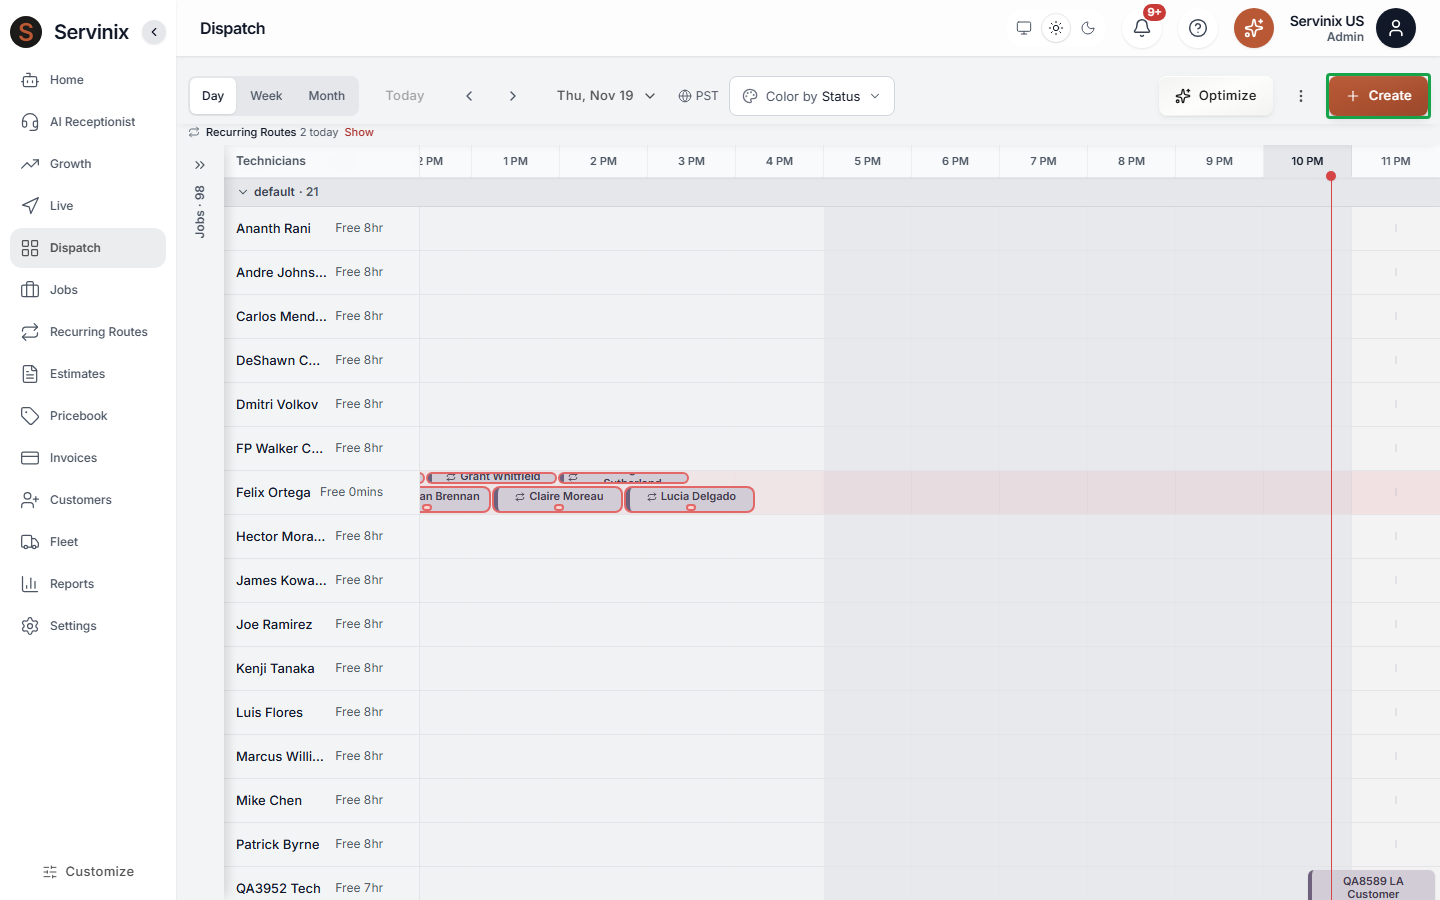 S Servinix
Dispatch
9+
Servinix US
Admin
Home
AI Receptionist
Growth
Live
Dispatch
Jobs
Recurring Routes
Estimates
Pricebook
Invoices
Customers
Fleet
Reports
Settings
Customize
Day Week Month Today Thu, Nov 19 PST Color by Status Optimize + Create
Recurring Routes 2 today Show
Jobs · 98
Technicians 2 PM 1 PM 2 PM 3 PM 4 PM 5 PM 6 PM 7 PM 8 PM 9 PM 10 PM 11 PM
default · 21
Ananth Rani Free 8hr
Andre Johns... Free 8hr
Carlos Mend... Free 8hr
DeShawn C... Free 8hr
Dmitri Volkov Free 8hr
FP Walker C... Free 8hr
Grant Whitfield Sutherland
Felix Ortega Free 0mins
an Brennan Claire Moreau Lucia Delgado
Hector Mora... Free 8hr
James Kowa... Free 8hr
Joe Ramirez Free 8hr
Kenji Tanaka Free 8hr
Luis Flores Free 8hr
Marcus Willi... Free 8hr
Mike Chen Free 8hr
Patrick Byrne Free 8hr
QA3952 Tech Free 7hr
QA8589 LA
Customer